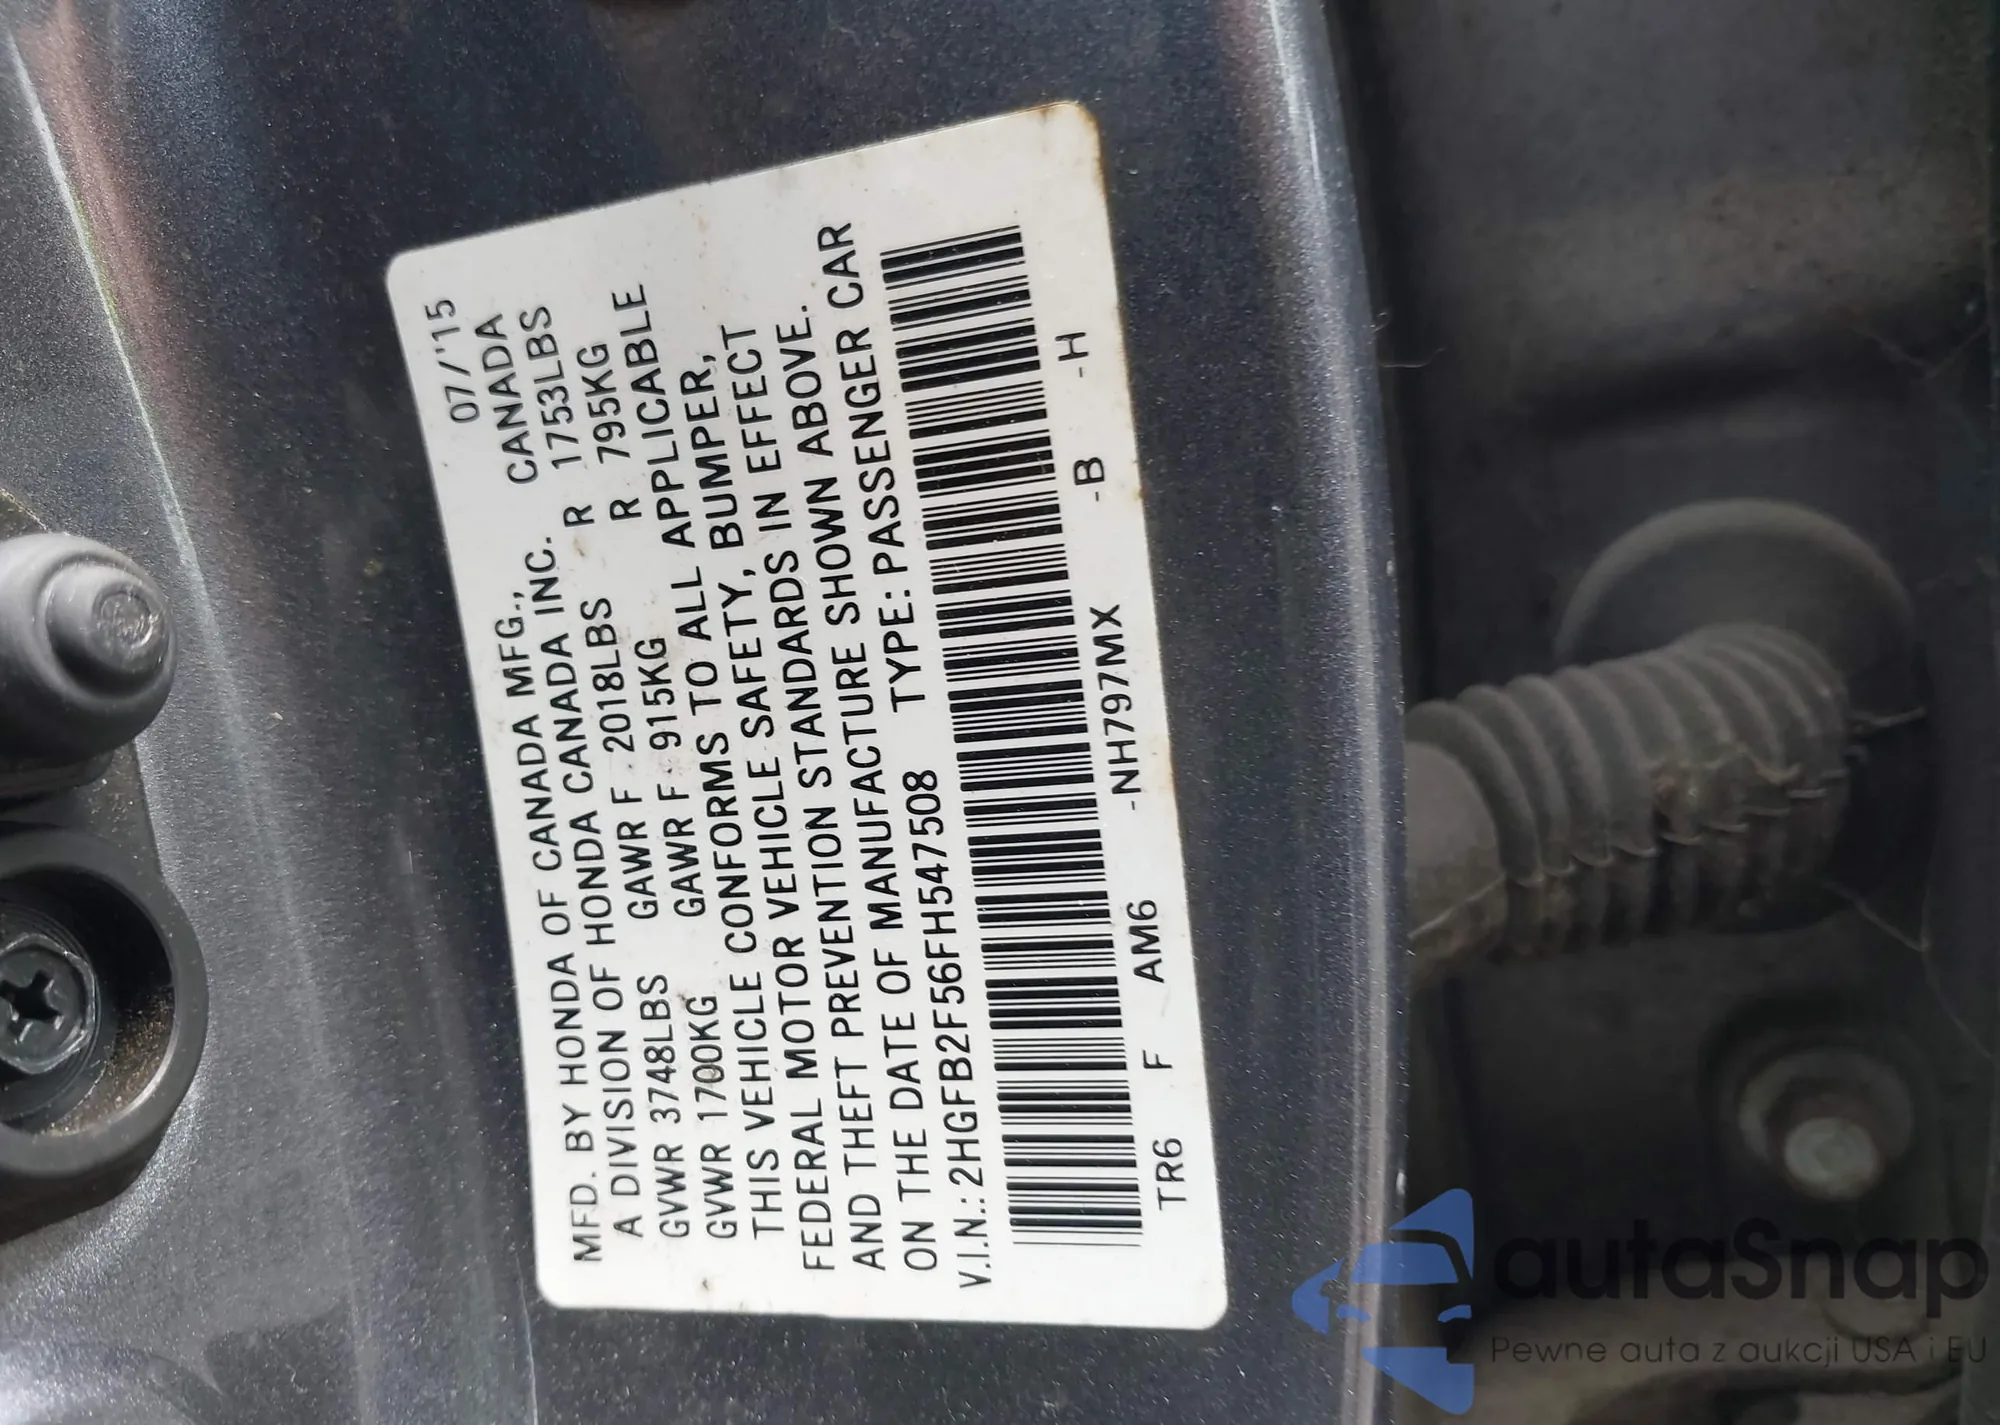 07/'15
MFD. BY HONDA OF CANADA MFG., CANADA
A DIVISION OF HONDA CANADA INC.
GVWR 3748LBS GAWR F 2018LBS R 1753LBS
GVWR 1700KG GAWR F 915KG R 795KG
THIS VEHICLE CONFORMS TO ALL APPLICABLE
FEDERAL MOTOR VEHICLE SAFETY, BUMPER,
AND THEFT PREVENTION STANDARDS IN EFFECT
ON THE DATE OF MANUFACTURE SHOWN ABOVE.
V.I.N.: 2HGFB2F56FH547508 TYPE: PASSENGER CAR
TR6 F AM6 -NH797MX -B -H
autaSnap
Pewne auta z aukcji USA i EU